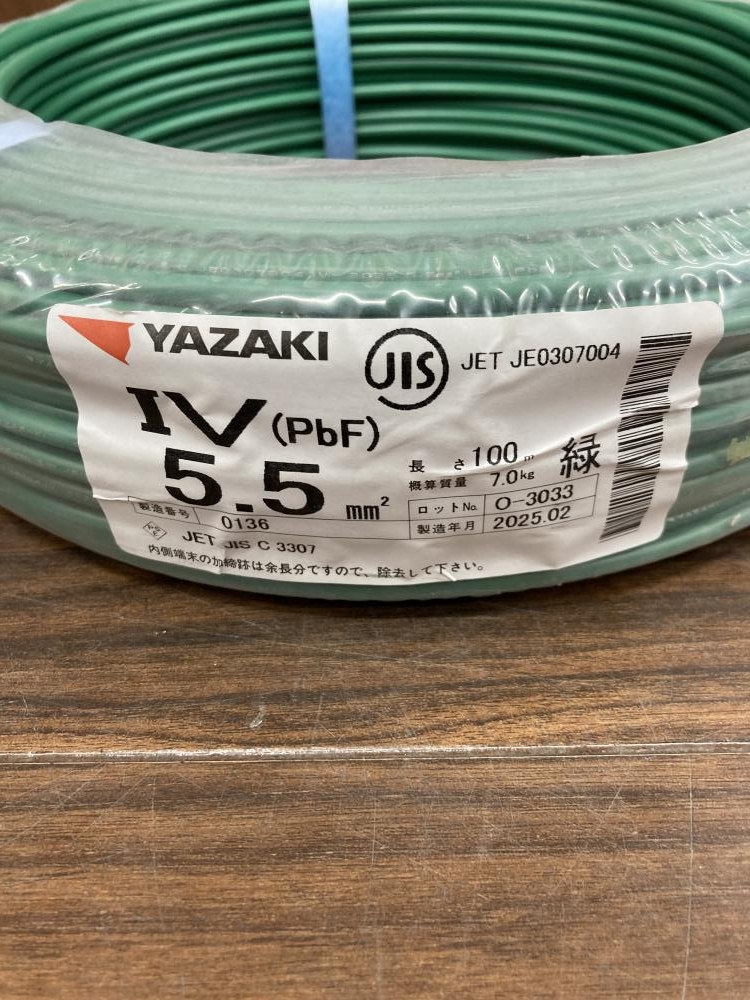 YAZAKI
JIS
JET JE0307004
IV (PbF)
5.5 mm²
長さ 100m
概算質量 7.0kg
緑
製造番号 0136
ロットNo. O-3033
製造年月 2025.02
JET JIS C 3307
内側端末の加締跡は余長分ですので、除去して下さい。